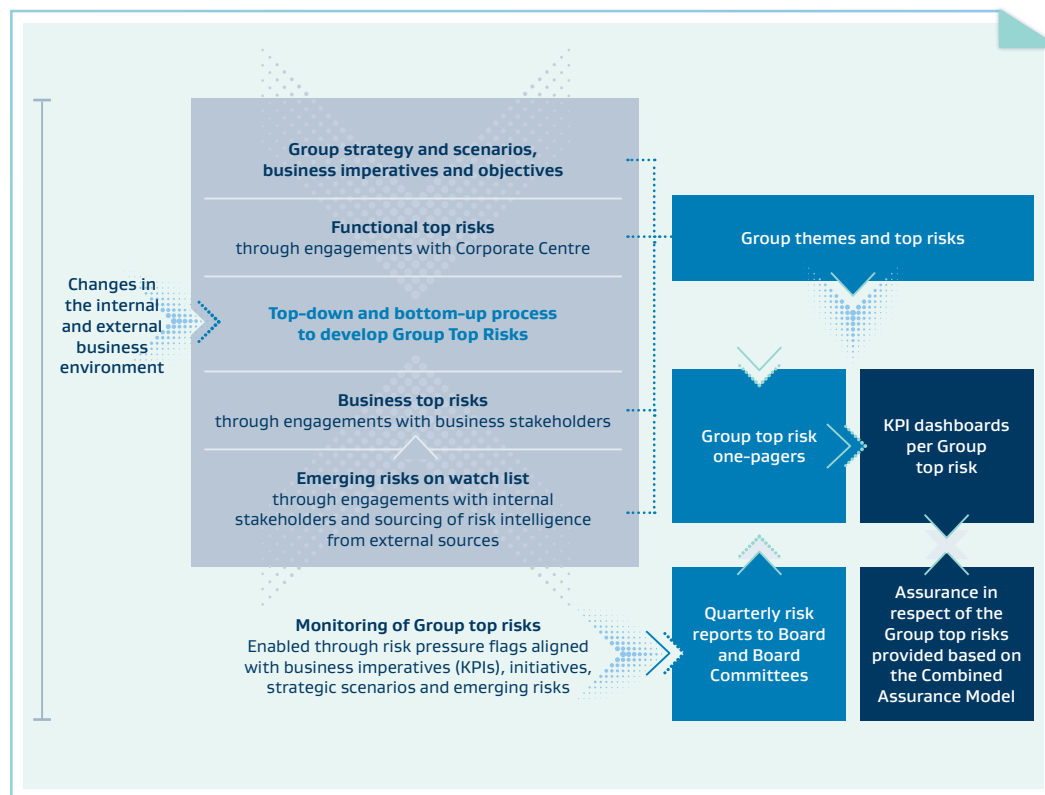 Changes in
the internal
and external
business
environment
Group strategy and scenarios,
business imperatives and objectives
Functional top risks
through engagements with Corporate Centre
Top-down and bottom-up process
to develop Group Top Risks
Business top risks
through engagements with business stakeholders
Emerging risks on watch list
through engagements with internal
stakeholders and sourcing of risk intelligence
from external sources
Monitoring of Group top risks
Enabled through risk pressure flags aligned
with business imperatives (KPIs), initiatives,
strategic scenarios and emerging risks
Group themes and top risks
Group top risk
one-pagers
KPI dashboards
per Group
top risk
Quarterly risk
reports to Board
and Board
Committees
Assurance in
respect of the
Group top risks
provided based on
the Combined
Assurance Model